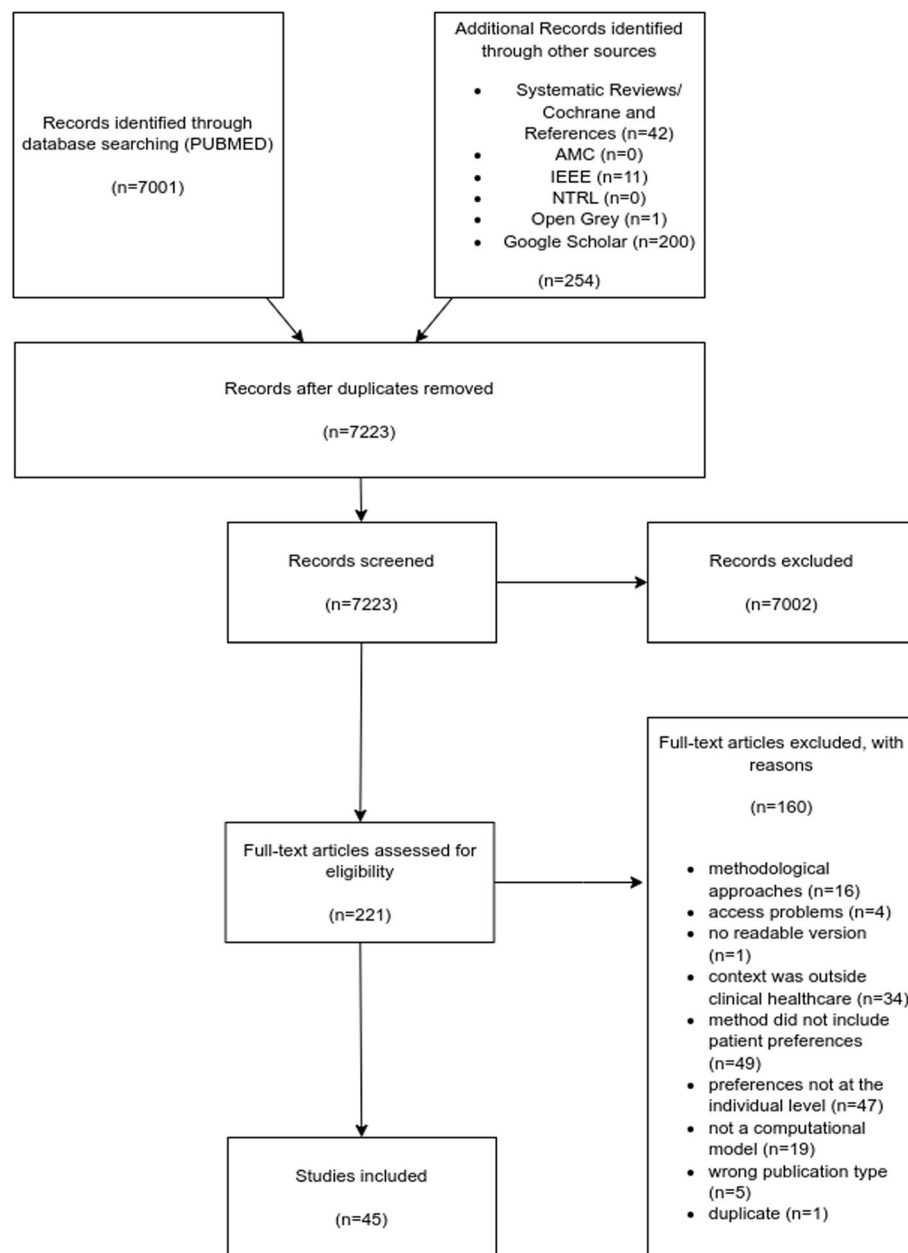 Records identified through
database searching (PUBMED)
(n=7001)
Additional Records identified
through other sources
• Systematic Reviews/
Cochrane and
References (n=42)
• AMC (n=0)
• IEEE (n=11)
• NTRL (n=0)
• Open Grey (n=1)
• Google Scholar (n=200)
(n=254)
Records after duplicates removed
(n=7223)
Records screened
(n=7223)
Records excluded
(n=7002)
Full-text articles assessed for
eligibility
(n=221)
Full-text articles excluded, with
reasons
(n=160)
• methodological
approaches (n=16)
• access problems (n=4)
• no readable version
(n=1)
• context was outside
clinical healthcare (n=34)
• method did not include
patient preferences
(n=49)
• preferences not at the
individual level (n=47)
• not a computational
model (n=19)
• wrong publication type
(n=5)
• duplicate (n=1)
Studies included
(n=45)